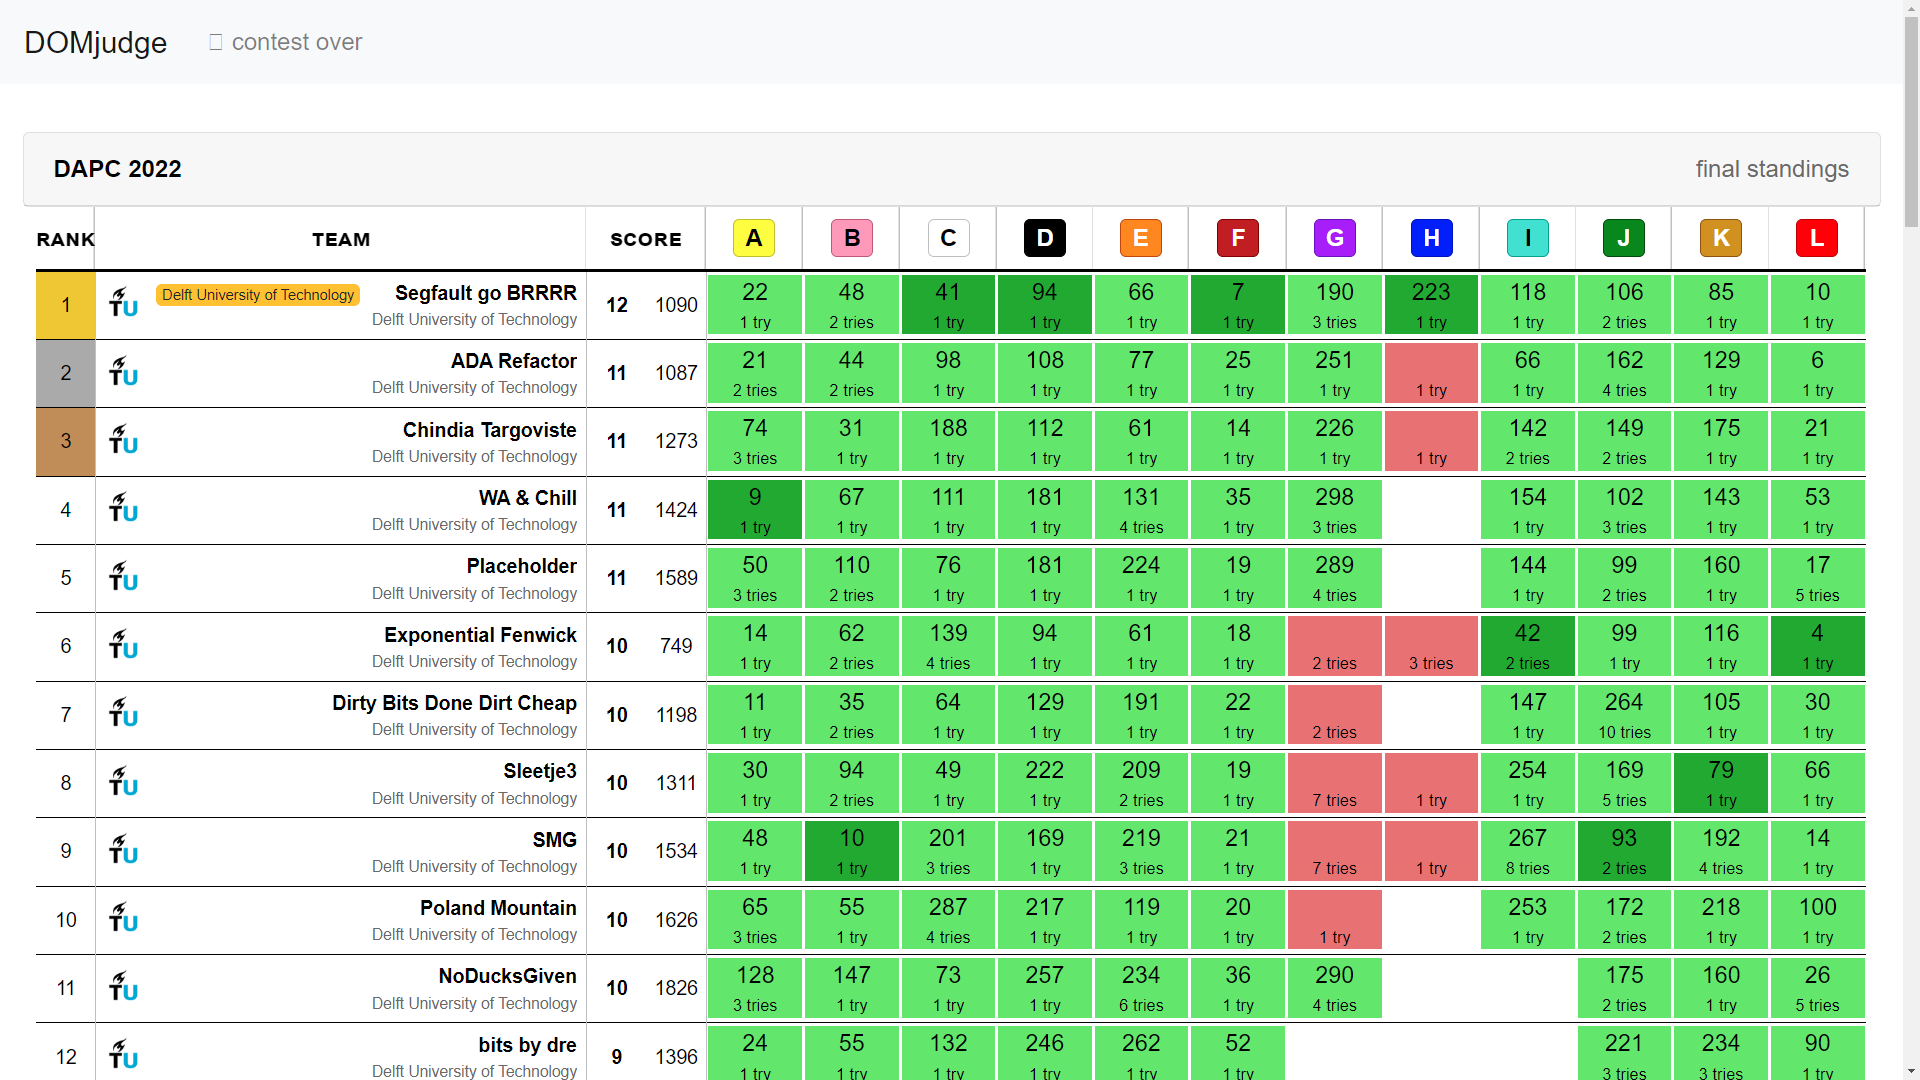 DOMjudge contest over
DAPC 2022 final standings
RANK TEAM SCORE A B C D E F G H I J K L
1 TU Delft University of Technology Segfault go BRRRR 12 1090 22 48 41 94 66 7 190 223 118 106 85 10
Delft University of Technology 1 try 2 tries 1 try 1 try 1 try 1 try 3 tries 1 try 1 try 2 tries 1 try 1 try
2 TU ADA Refactor 11 1087 21 44 98 108 77 25 251 66 162 129 6
Delft University of Technology 2 tries 2 tries 1 try 1 try 1 try 1 try 1 try 1 try 1 try 4 tries 1 try 1 try
3 TU Chindia Targoviste 11 1273 74 31 188 112 61 14 226 142 149 175 21
Delft University of Technology 3 tries 1 try 1 try 1 try 1 try 1 try 1 try 1 try 2 tries 2 tries 1 try 1 try
4 TU WA & Chill 11 1424 9 67 111 181 131 35 298 154 102 143 53
Delft University of Technology 1 try 1 try 1 try 1 try 4 tries 1 try 3 tries 1 try 3 tries 1 try 1 try
5 TU Placeholder 11 1589 50 110 76 181 224 19 289 144 99 160 17
Delft University of Technology 3 tries 2 tries 1 try 1 try 1 try 1 try 4 tries 1 try 2 tries 1 try 5 tries
6 TU Exponential Fenwick 10 749 14 62 139 94 61 18 42 99 116 4
Delft University of Technology 1 try 2 tries 4 tries 1 try 1 try 1 try 2 tries 3 tries 2 tries 1 try 1 try 1 try
7 TU Dirty Bits Done Dirt Cheap 10 1198 11 35 64 129 191 22 147 264 105 30
Delft University of Technology 1 try 2 tries 1 try 1 try 1 try 1 try 2 tries 1 try 10 tries 1 try 1 try
8 TU Sleetje3 10 1311 30 94 49 222 209 19 254 169 79 66
Delft University of Technology 1 try 2 tries 1 try 1 try 2 tries 1 try 7 tries 1 try 1 try 5 tries 1 try 1 try
9 TU SMG 10 1534 48 10 201 169 219 21 267 93 192 14
Delft University of Technology 1 try 1 try 3 tries 1 try 3 tries 1 try 7 tries 1 try 8 tries 2 tries 4 tries 1 try
10 TU Poland Mountain 10 1626 65 55 287 217 119 20 253 172 218 100
Delft University of Technology 3 tries 1 try 4 tries 1 try 1 try 1 try 1 try 1 try 2 tries 1 try 1 try
11 TU NoDucksGiven 10 1826 128 147 73 257 234 36 290 175 160 26
Delft University of Technology 3 tries 1 try 1 try 1 try 6 tries 1 try 4 tries 2 tries 1 try 5 tries
12 TU bits by dre 9 1396 24 55 132 246 262 52 221 234 90
Delft University of Technology 1 try 1 try 1 try 1 try 1 try 1 try 3 tries 3 tries 1 try